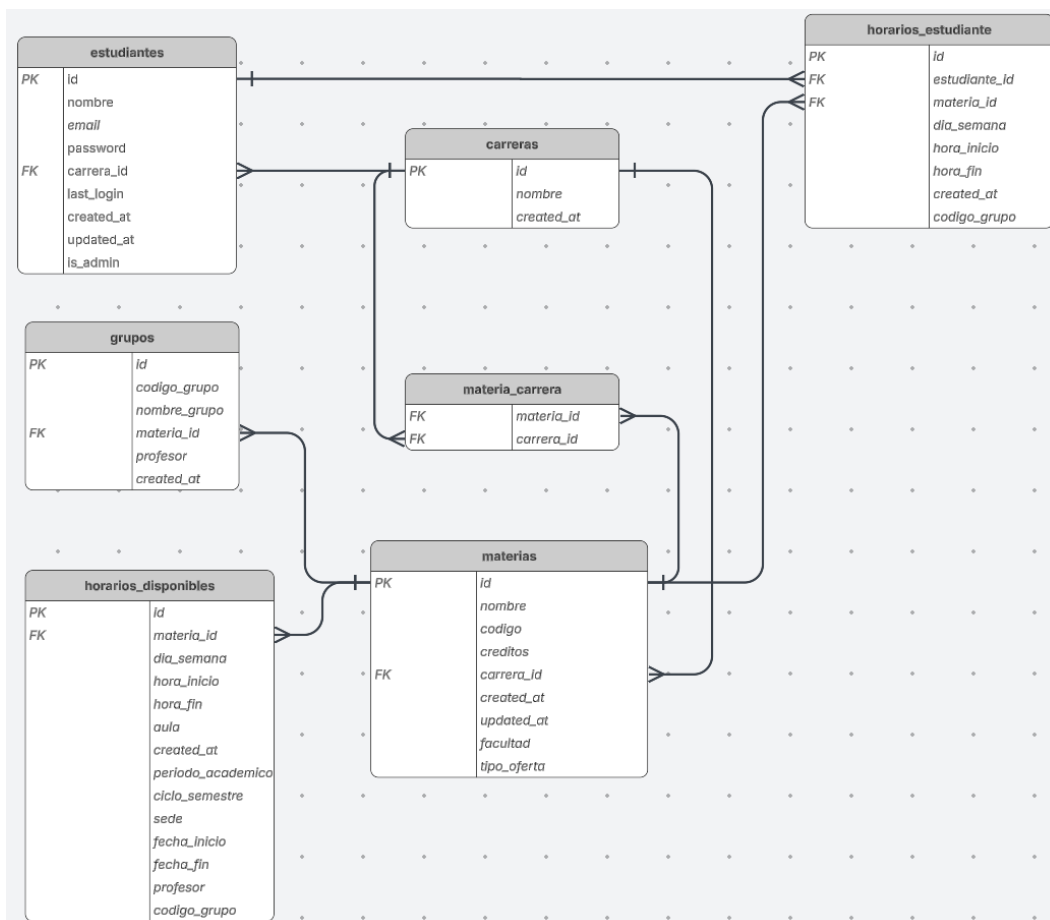 estudiantes
PK id
nombre
email
password
FK carrera_id
last_login
created_at
updated_at
is_admin
horarios_estudiante
PK id
FK estudiante_id
FK materia_id
dia_semana
hora_inicio
hora_fin
created_at
codigo_grupo
carreras
PK id
nombre
created_at
grupos
PK id
codigo_grupo
nombre_grupo
FK materia_id
profesor
created_at
materia_carrera
FK materia_id
FK carrera_id
horarios_disponibles
PK id
FK materia_id
dia_semana
hora_inicio
hora_fin
aula
created_at
periodo_academico
ciclo_semestre
sede
fecha_inicio
fecha_fin
profesor
codigo_grupo
materias
PK id
nombre
codigo
creditos
FK carrera_id
created_at
updated_at
facultad
tipo_oferta